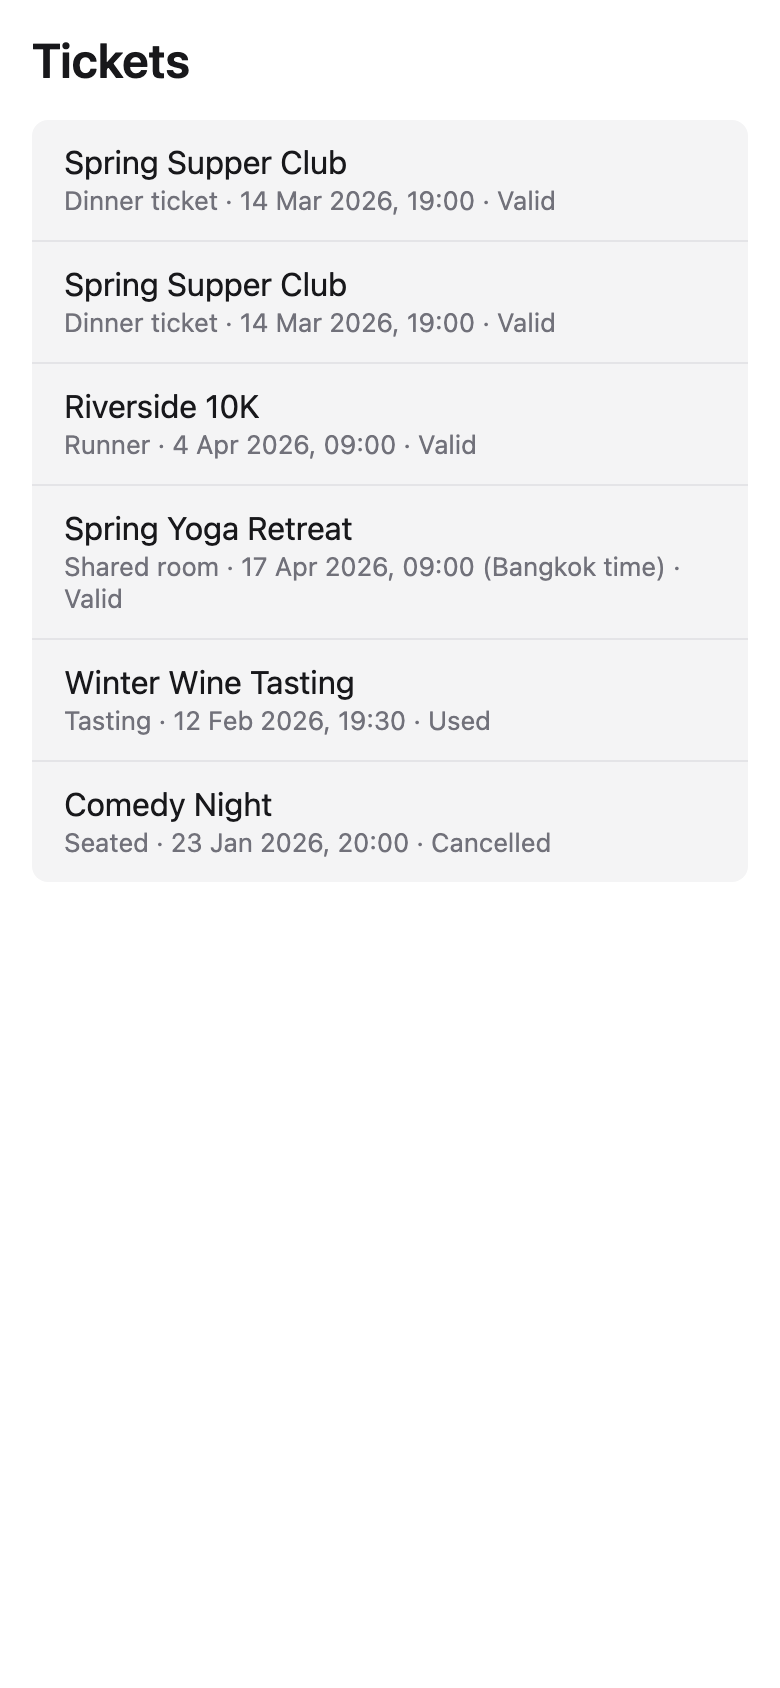 Tickets
Spring Supper Club
Dinner ticket · 14 Mar 2026, 19:00 · Valid
Spring Supper Club
Dinner ticket · 14 Mar 2026, 19:00 · Valid
Riverside 10K
Runner · 4 Apr 2026, 09:00 · Valid
Spring Yoga Retreat
Shared room · 17 Apr 2026, 09:00 (Bangkok time) ·
Valid
Winter Wine Tasting
Tasting · 12 Feb 2026, 19:30 · Used
Comedy Night
Seated · 23 Jan 2026, 20:00 · Cancelled